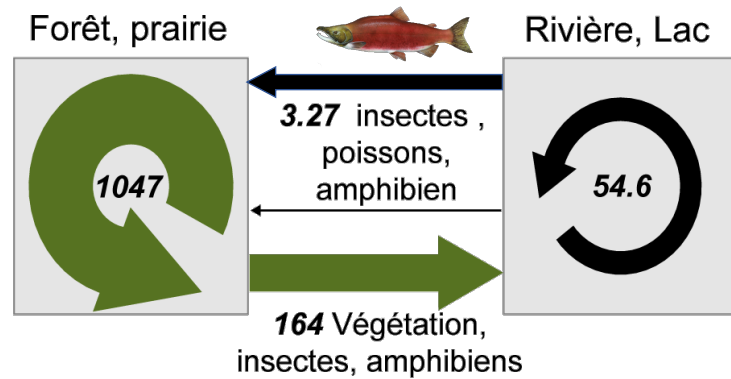 Forêt, prairie
Rivière, Lac
3.27 insectes ,
poissons,
amphibien
1047
54.6
164 Végétation,
insectes, amphibiens